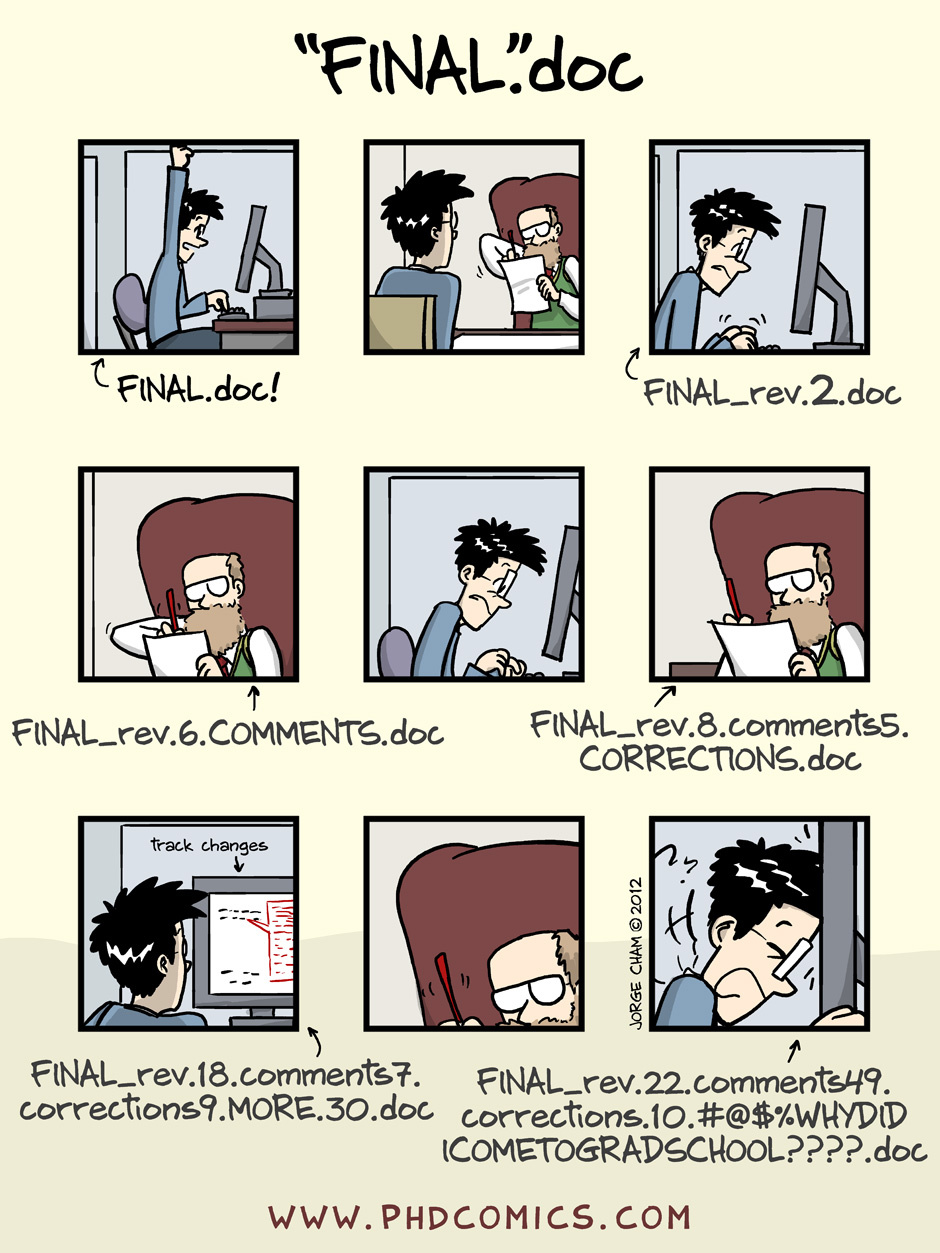 "FINAL".doc
FINAL.doc!
FINAL_rev.2.doc
FINAL_rev.6.COMMENTS.doc
FINAL_rev.8.comments5.
CORRECTIONS.doc
track changes
JORGE CHAM © 2012
FINAL_rev.18.comments7.
corrections9.MORE.30.doc
FINAL_rev.22.comments49.
corrections.10.#@$%WHYDID
ICOMETOGRADSCHOOL????.doc
WWW.PHDCOMICS.COM